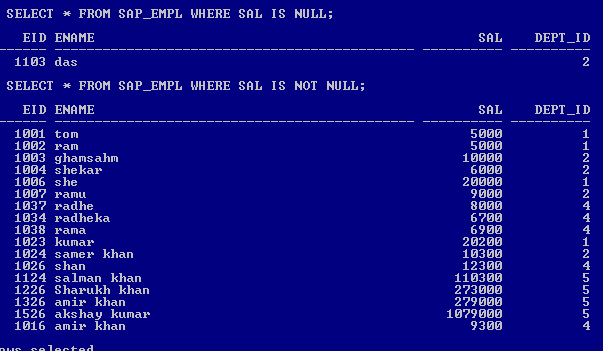 SELECT * FROM SAP_EMPL WHERE SAL IS NULL;
EID ENAME SAL DEPT_ID
1103 das 2
SELECT * FROM SAP_EMPL WHERE SAL IS NOT NULL;
EID ENAME SAL DEPT_ID
1001 tom 5000 1
1002 ram 5000 1
1003 ghamsahm 10000 2
1004 shekar 6000 2
1006 she 20000 1
1007 ramu 9000 2
1037 radhe 8000 4
1034 radheka 6700 4
1038 rama 6900 4
1023 kumar 20200 1
1024 samer khan 10300 2
1026 shan 12300 4
1124 salman khan 110300 5
1226 Sharukh khan 273000 5
1326 amir khan 279000 5
1526 akshay kumar 1079000 5
1016 amir khan 9300 4
ows selected